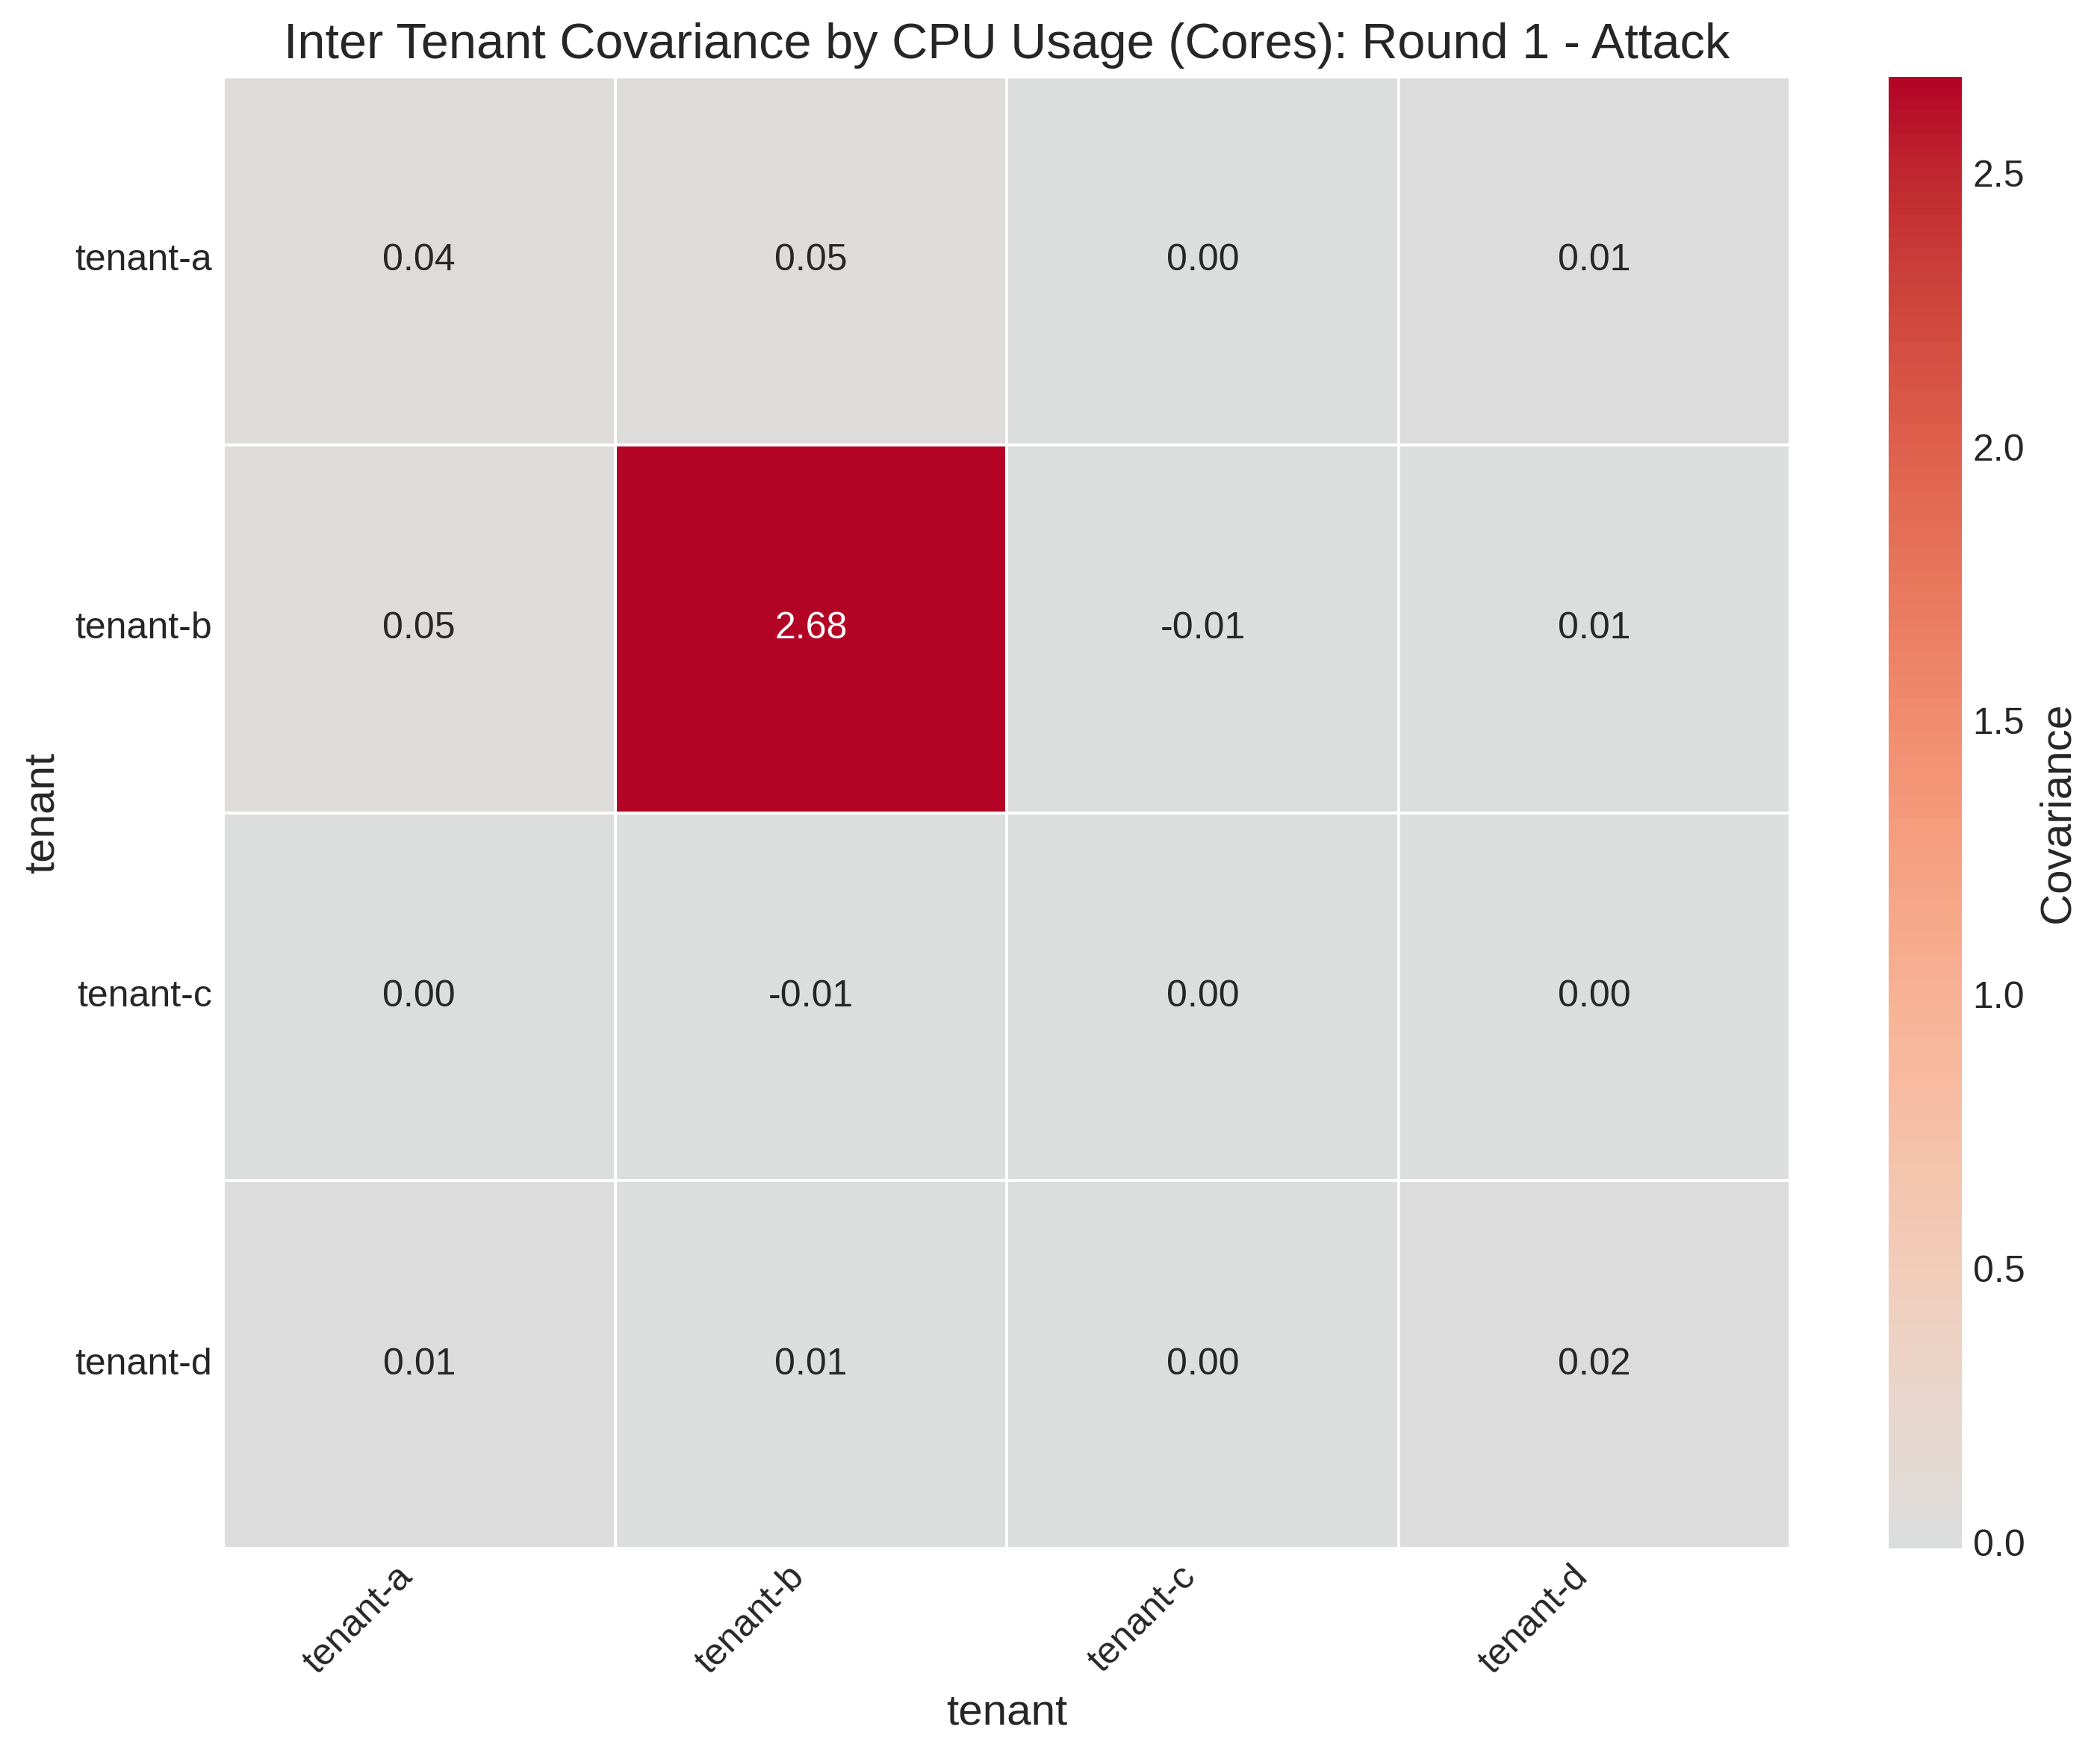 Inter Tenant Covariance by CPU Usage (Cores): Round 1 - Attack
tenant-a 0.04 0.05 0.00 0.01
tenant-b 0.05 2.68 -0.01 0.01
tenant-c 0.00 -0.01 0.00 0.00
tenant-d 0.01 0.01 0.00 0.02
tenant-a tenant-b tenant-c tenant-d
tenant
tenant
2.5
2.0
1.5
1.0
0.5
0.0
Covariance